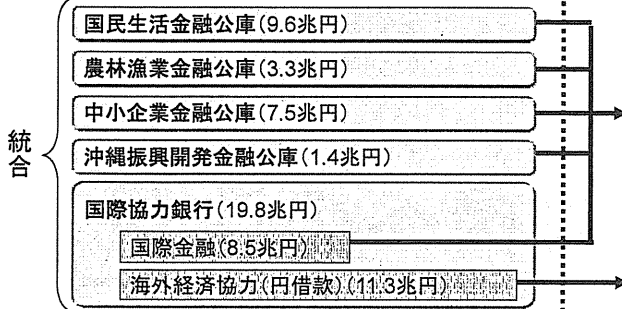 国民生活金融公庫(9.6兆円)
農林漁業金融公庫(3.3兆円)
中小企業金融公庫(7.5兆円)
沖縄振興開発金融公庫(1.4兆円)
統合
国際協力銀行(19.8兆円)
国際金融(8.5兆円)
海外経済協力(円借款)(11.3兆円)